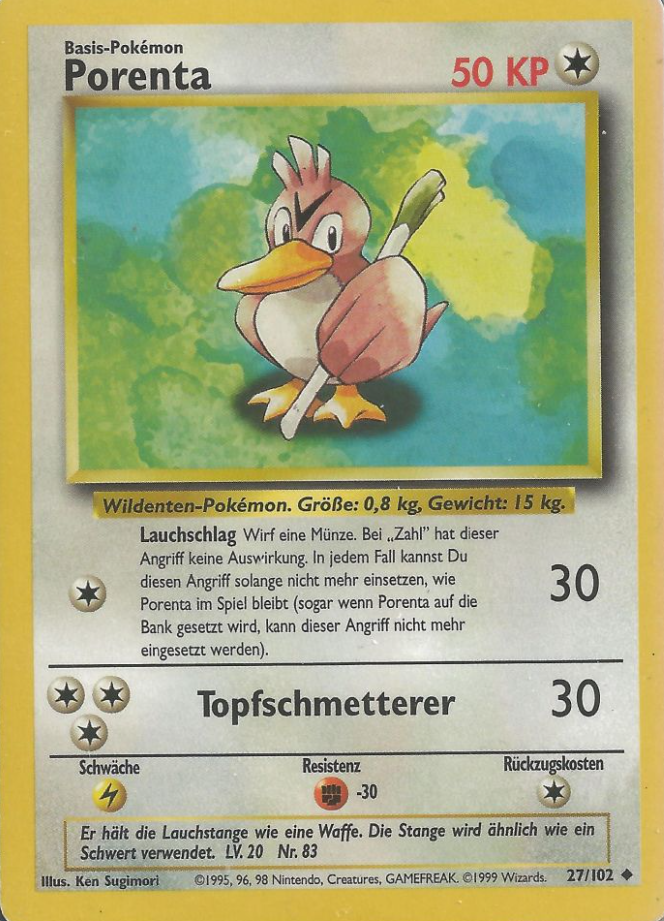 Basis-Pokémon
Porenta
50 KP
Wildenten-Pokémon. Größe: 0,8 kg, Gewicht: 15 kg.
Lauchschlag Wirf eine Münze. Bei „Zahl” hat dieser
Angriff keine Auswirkung. In jedem Fall kannst Du
diesen Angriff solange nicht mehr einsetzen, wie
Porenta im Spiel bleibt (sogar wenn Porenta auf die
Bank gesetzt wird, kann dieser Angriff nicht mehr
eingesetzt werden).
30
Topfschmetterer 30
Schwäche Resistenz Rückzugskosten
-30
Er hält die Lauchstange wie eine Waffe. Die Stange wird ähnlich wie ein
Schwert verwendet. LV. 20 Nr. 83
Illus. Ken Sugimori ©1995, 96, 98 Nintendo, Creatures, GAMEFREAK. ©1999 Wizards. 27/102